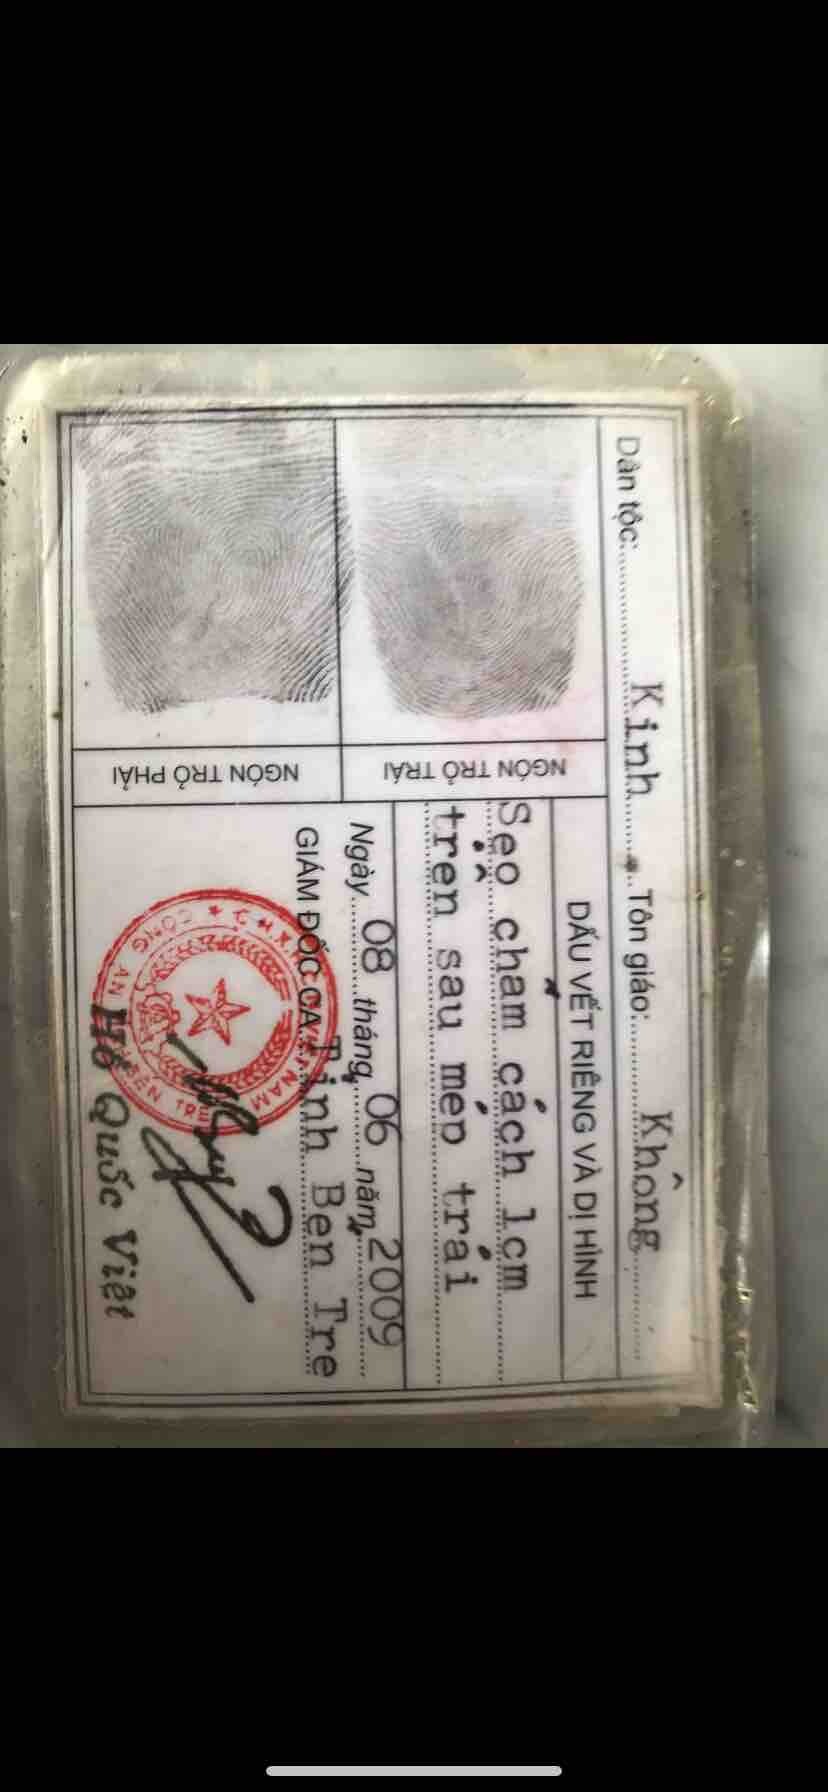 Dân tộc: Kinh Tôn giáo: Không
NGÓN TRỎ TRÁI
NGÓN TRỎ PHẢI
DẤU VẾT RIÊNG VÀ DỊ HÌNH
Sẹo chấm cách 1cm
trên sau mép trái
Ngày 08 tháng 06 năm 2009
GIÁM ĐỐC CA Tỉnh Bến Tre
Hồ Quốc Việt